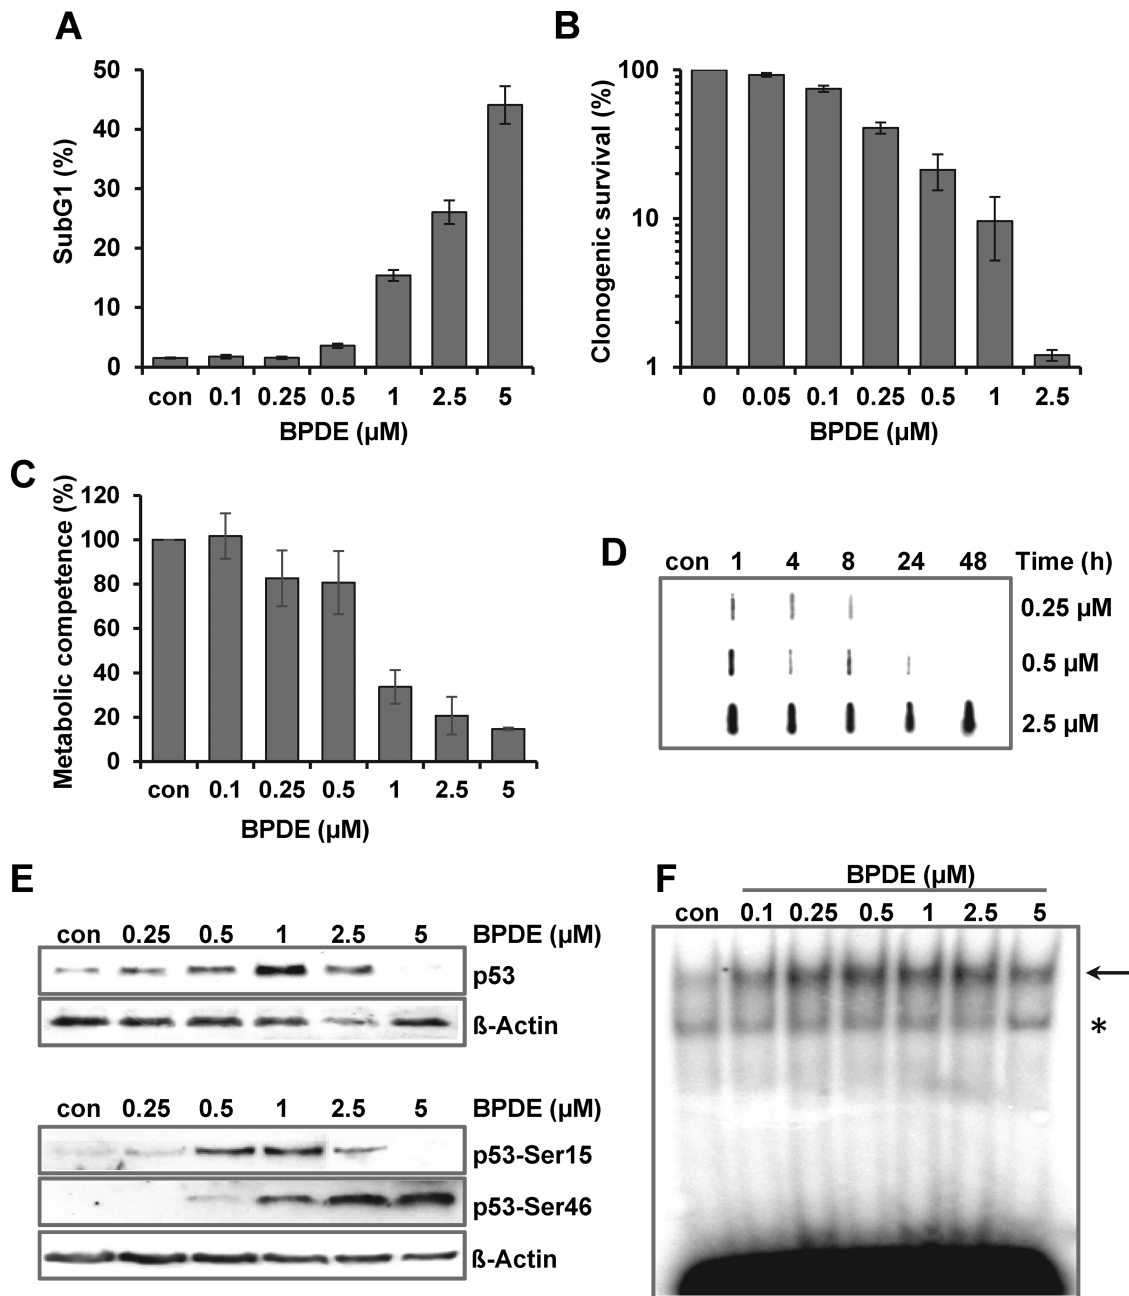 A
SubG1 (%)
50
40
30
20
10
0
con 0.1 0.25 0.5 1 2.5 5
BPDE (µM)
B
Clonogenic survival (%)
100
10
1
0 0.05 0.1 0.25 0.5 1 2.5
BPDE (µM)
C
Metabolic competence (%)
120
100
80
60
40
20
0
con 0.1 0.25 0.5 1 2.5 5
BPDE (µM)
D
con 1 4 8 24 48 Time (h)
0.25 µM
0.5 µM
2.5 µM
E
con 0.25 0.5 1 2.5 5 BPDE (µM)
p53
ß-Actin
con 0.25 0.5 1 2.5 5 BPDE (µM)
p53-Ser15
p53-Ser46
ß-Actin
F
BPDE (µM)
con 0.1 0.25 0.5 1 2.5 5
*